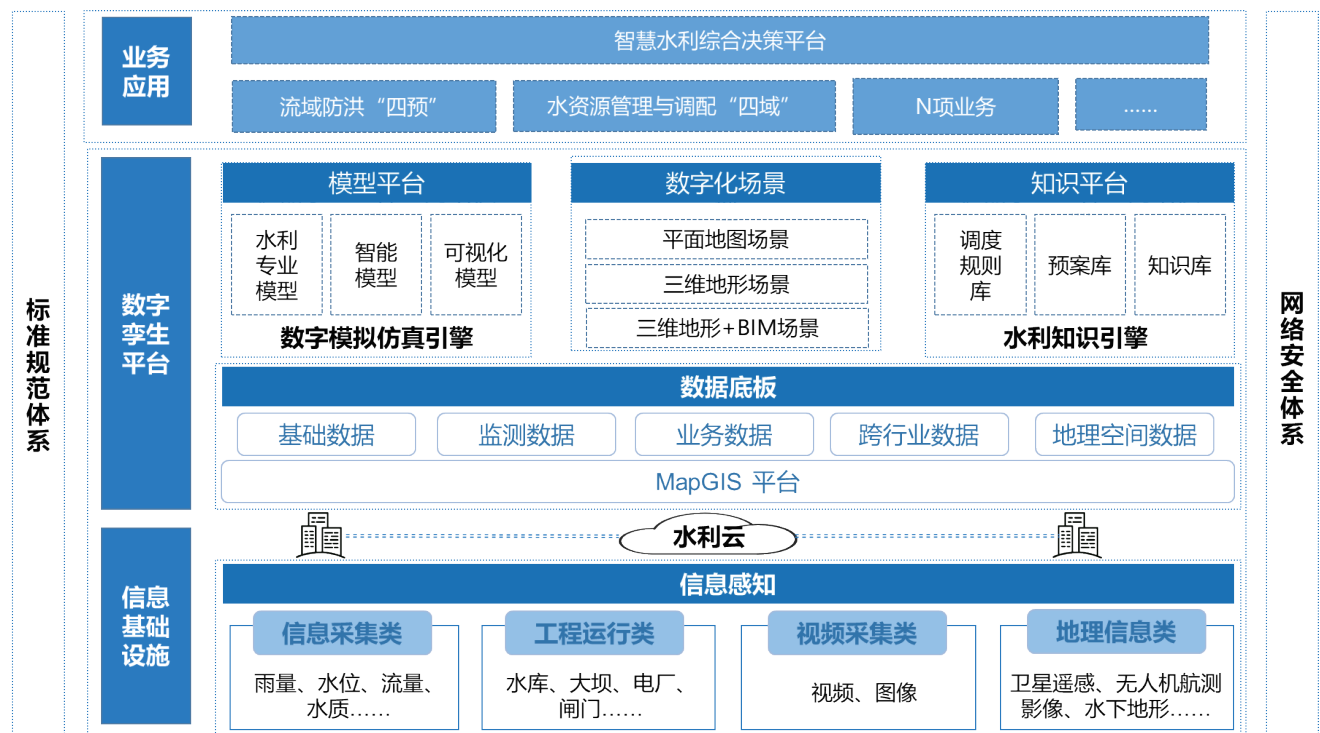 业务
应用
智慧水利综合决策平台
流域防洪“四预”
水资源管理与调配“四域”
N项业务
……
标准规范体系
网络安全体系
数字
孪生
平台
模型平台
水利
专业
模型
智能
模型
可视化
模型
数字模拟仿真引擎
数字化场景
平面地图场景
三维地形场景
三维地形+BIM场景
知识平台
调度
规则
库
预案库
知识库
水利知识引擎
数据底板
基础数据
监测数据
业务数据
跨行业数据
地理空间数据
MapGIS 平台
水利云
信息
基础
设施
信息感知
信息采集类
雨量、水位、流量、
水质……
工程运行类
水库、大坝、电厂、
闸门……
视频采集类
视频、图像
地理信息类
卫星遥感、无人机航测
影像、水下地形……